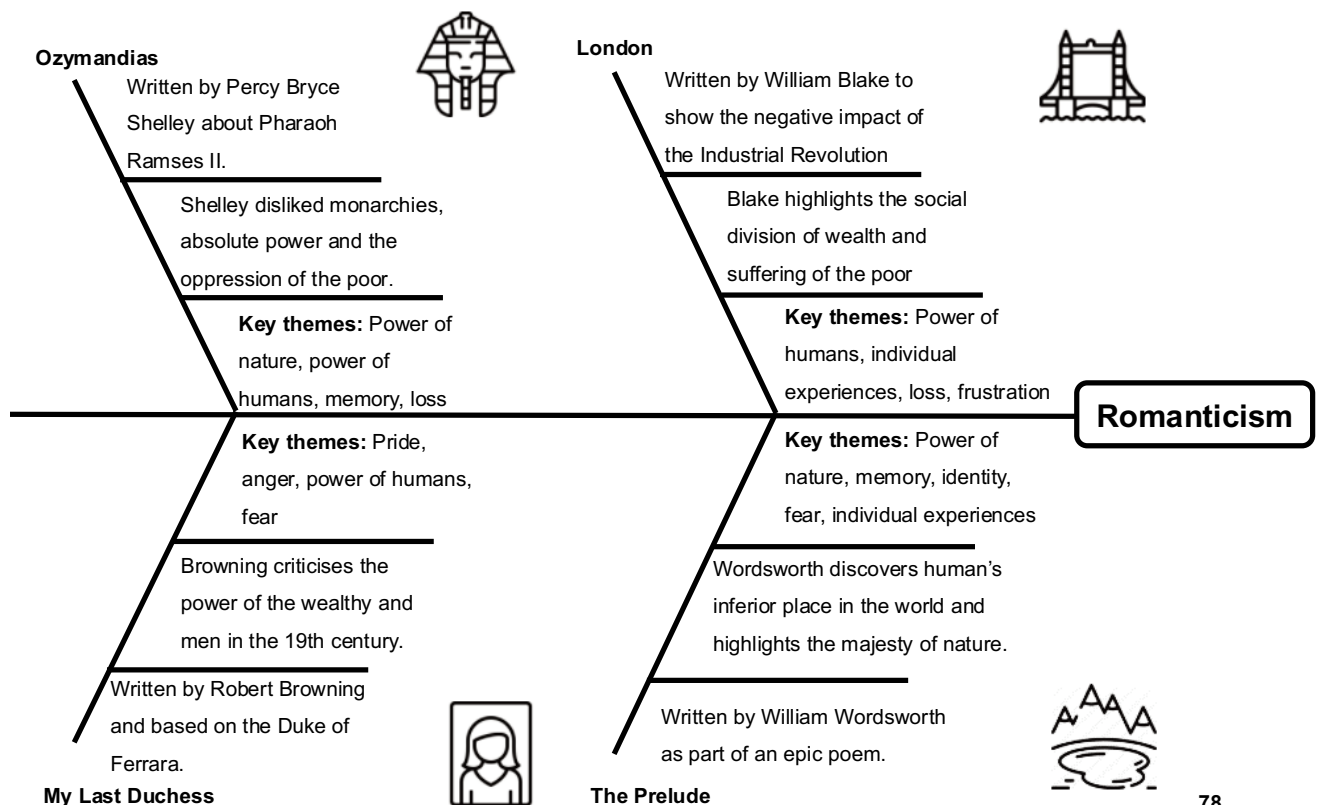 Ozymandias
Written by Percy Bryce
Shelley about Pharaoh
Ramses II.
Shelley disliked monarchies,
absolute power and the
oppression of the poor.
Key themes: Power of
nature, power of
humans, memory, loss
London
Written by William Blake to
show the negative impact of
the Industrial Revolution
Blake highlights the social
division of wealth and
suffering of the poor
Key themes: Power of
humans, individual
experiences, loss, frustration
Romanticism
Key themes: Pride,
anger, power of humans,
fear
Browning criticises the
power of the wealthy and
men in the 19th century.
Written by Robert Browning
and based on the Duke of
Ferrara.
My Last Duchess
Key themes: Power of
nature, memory, identity,
fear, individual experiences
Wordsworth discovers human’s
inferior place in the world and
highlights the majesty of nature.
Written by William Wordsworth
as part of an epic poem.
The Prelude
78